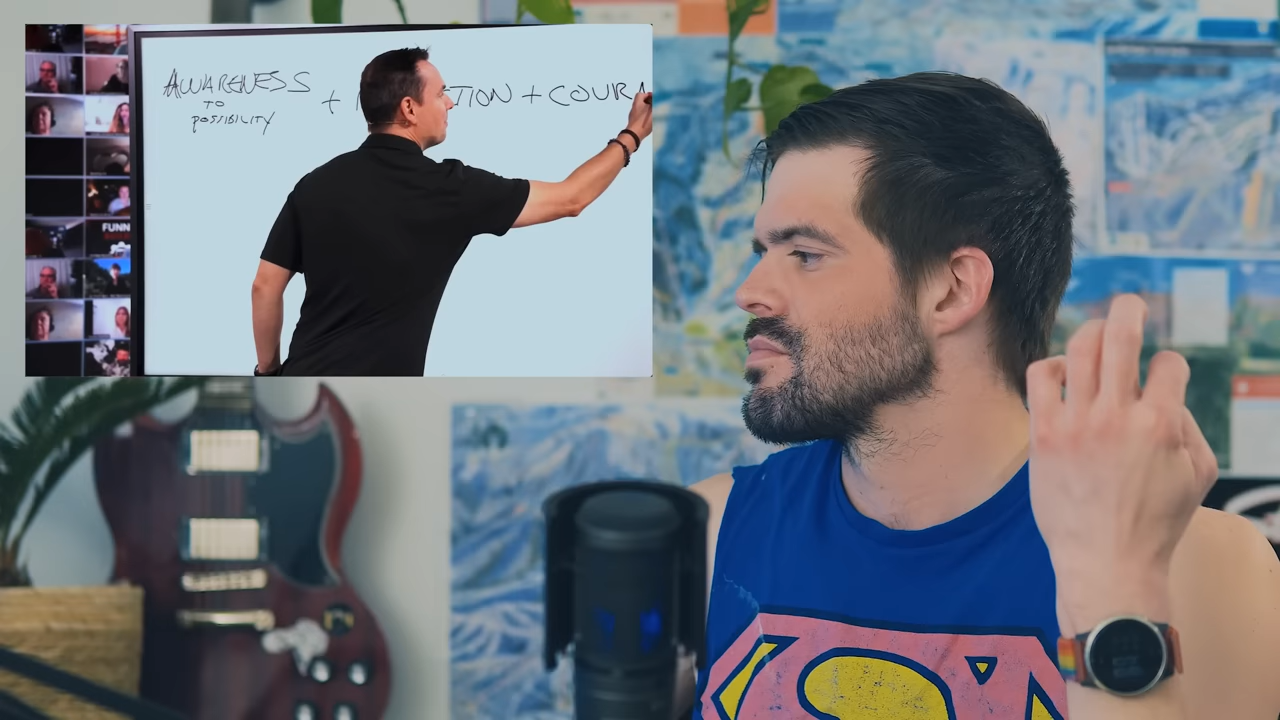 AWARENESS + TION + COURA
TO
POSSIBILITY
FUNN